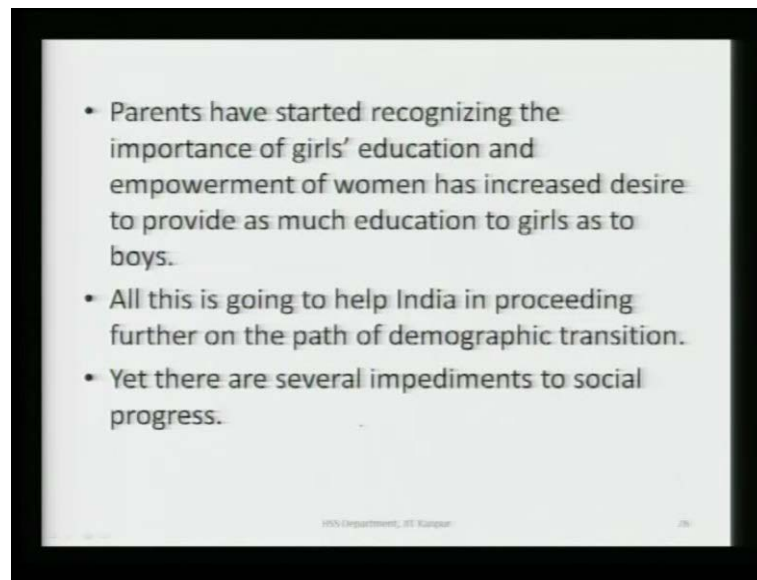 • Parents have started recognizing the
importance of girls' education and
empowerment of women has increased desire
to provide as much education to girls as to
boys.
• All this is going to help India in proceeding
further on the path of demographic transition.
• Yet there are several impediments to social
progress.
HSS Department, IIT Kanpur